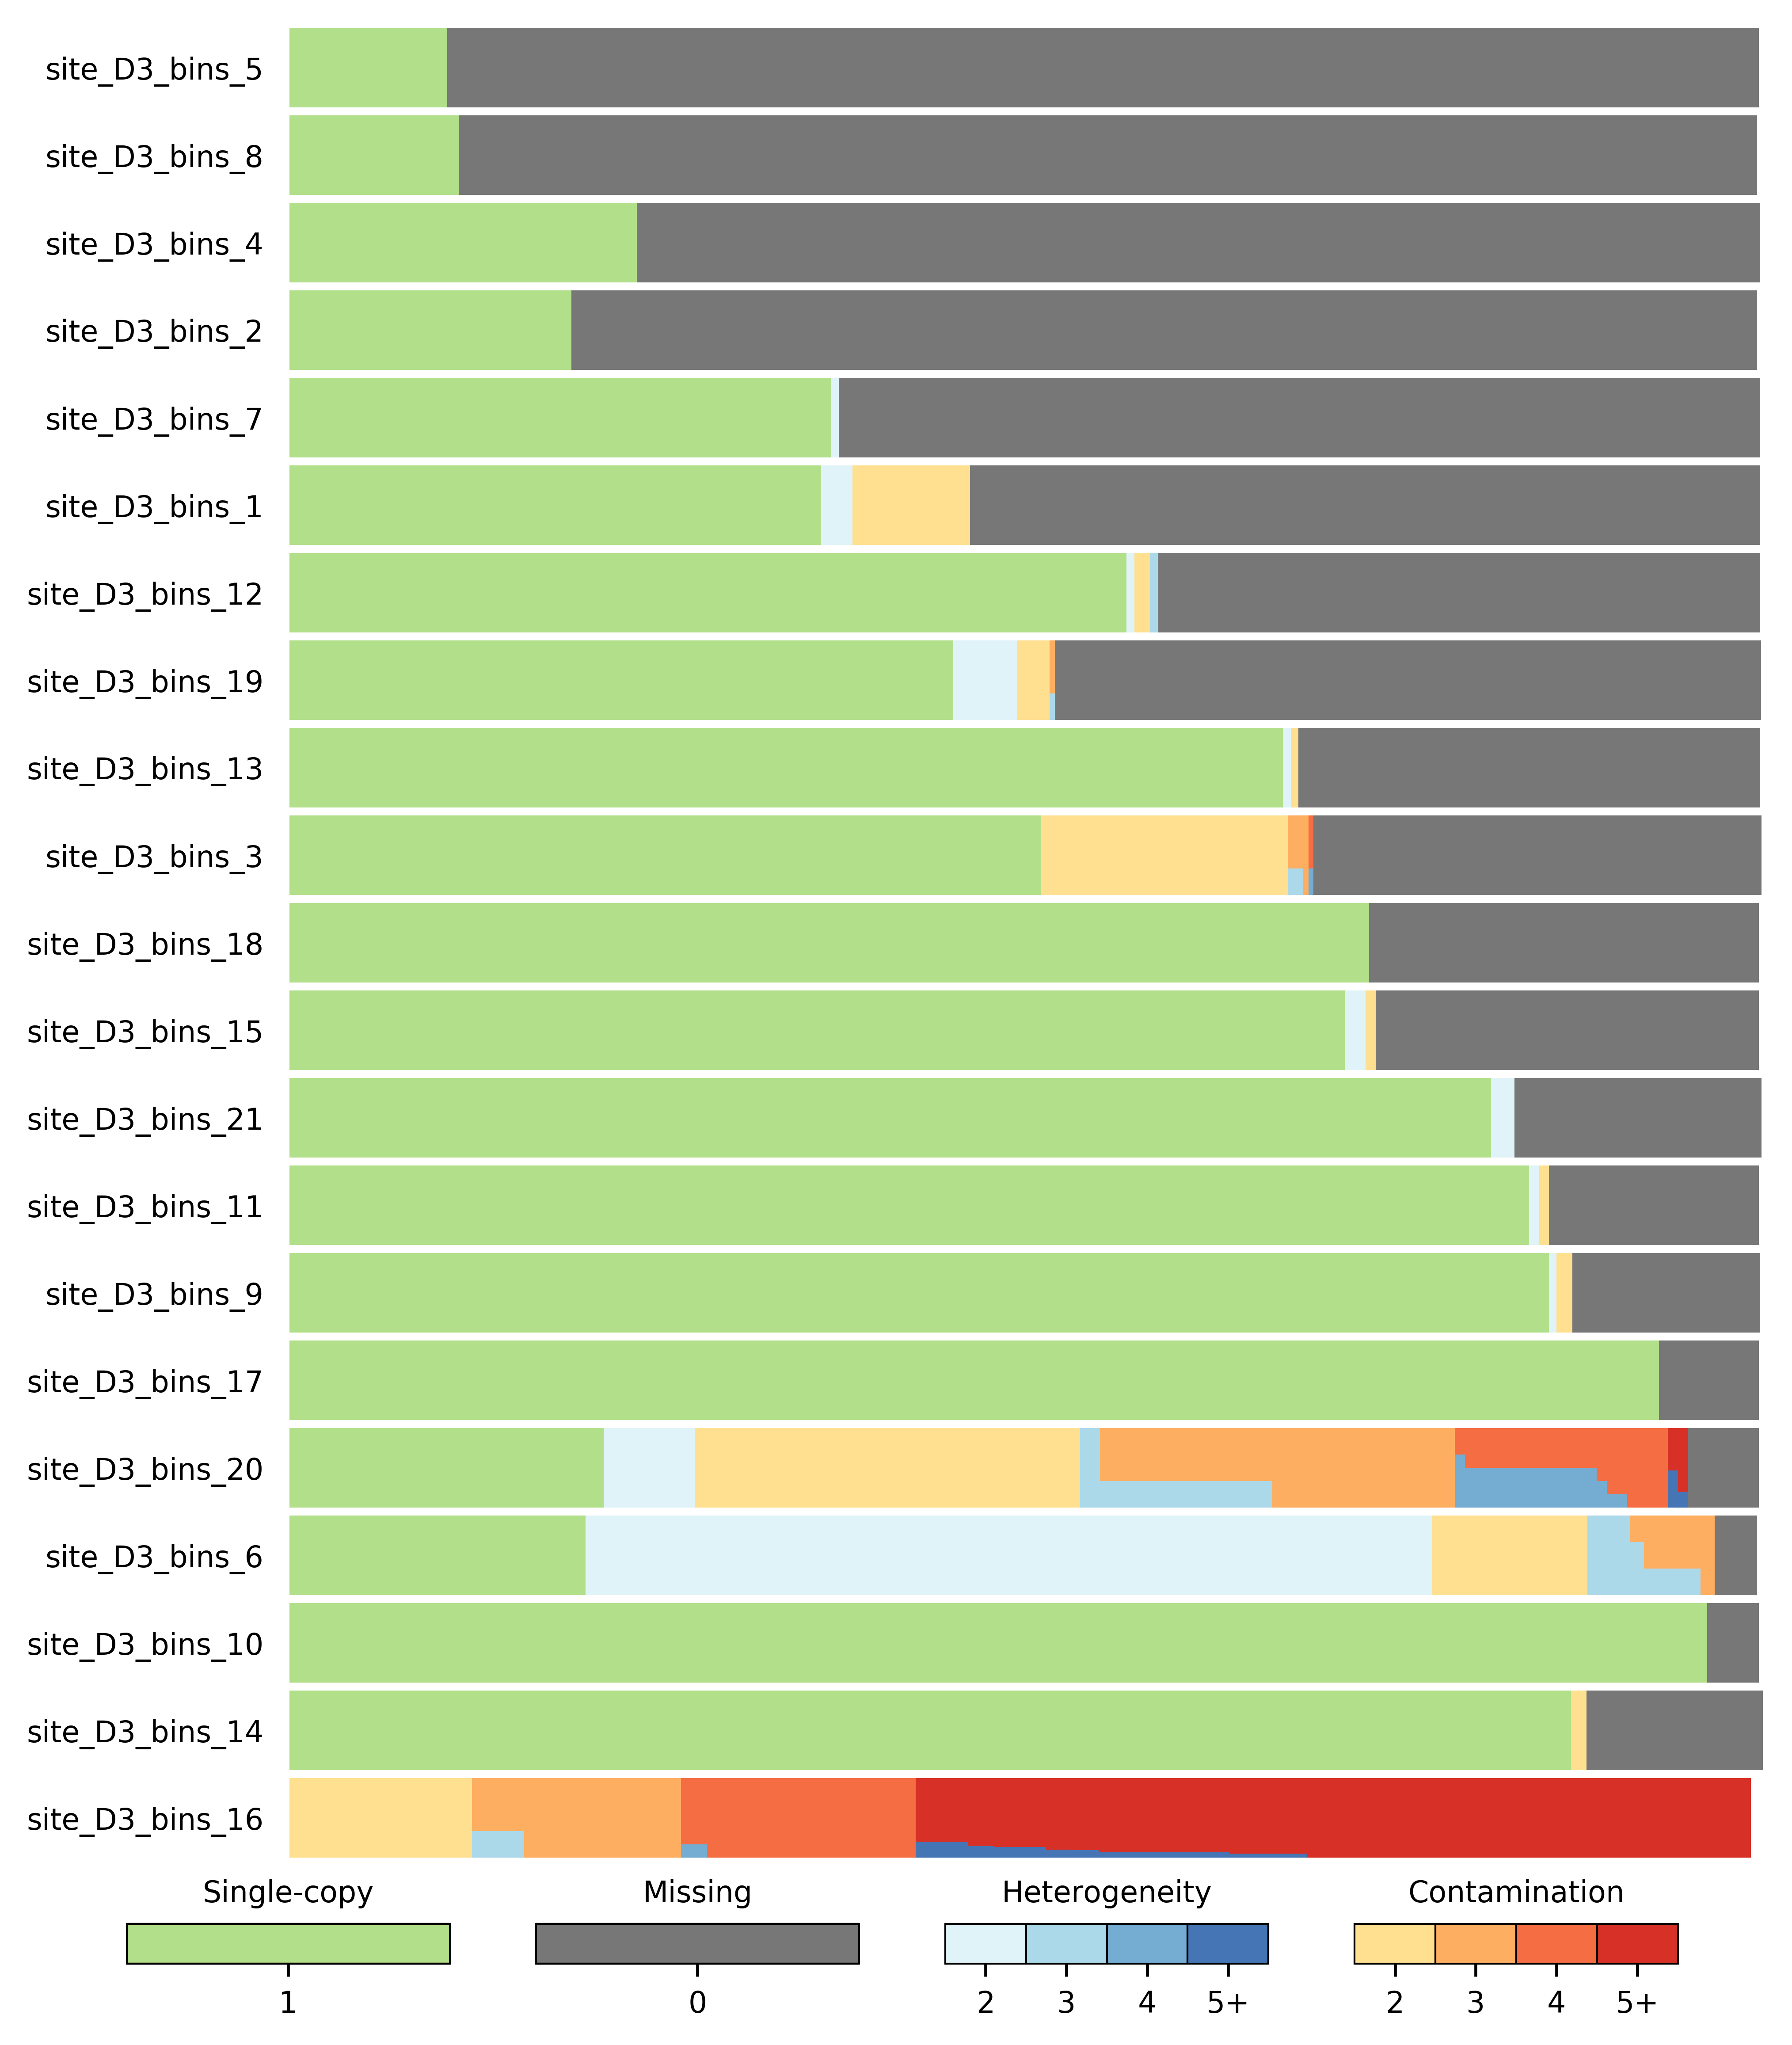 site_D3_bins_5
site_D3_bins_8
site_D3_bins_4
site_D3_bins_2
site_D3_bins_7
site_D3_bins_1
site_D3_bins_12
site_D3_bins_19
site_D3_bins_13
site_D3_bins_3
site_D3_bins_18
site_D3_bins_15
site_D3_bins_21
site_D3_bins_11
site_D3_bins_9
site_D3_bins_17
site_D3_bins_20
site_D3_bins_6
site_D3_bins_10
site_D3_bins_14
site_D3_bins_16
Single-copy Missing Heterogeneity Contamination
1 0 2 3 4 5+ 2 3 4 5+